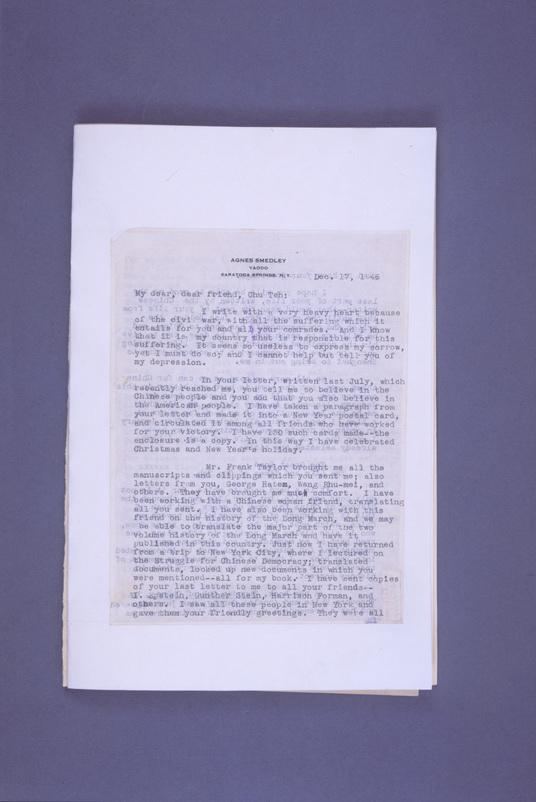 AGNES SMEDLEY
YADDO
SARATOGA SPRINGS, N.Y.
Dec. 17, 1946
My dear, dear friend, Chu Teh:
I write with a very heavy heart because
of the civil war, with all the suffering which it
entails for you and all your comrades. And I know
that it is my country that is responsible for this
suffering. It seems so useless to express my sorrow,
yet I must do so; and I cannot help but tell you of
my depression.
In your letter, written last July, which
recently reached me, you tell me to believe in the
Chinese people and you add that you also believe in
the American people. I have taken a paragraph from
your letter and made it into a New Year postal card,
and circulated it among all friends who have worked
for your victory. I have 150 such cards made--the
enclosure is a copy. In this way I have celebrated
Christmas and New Year's holiday.
Mr. Frank Taylor brought me all the
manuscripts and clippings which you sent me; also
letters from you, George Hatem, Wang Shu-mei, and
others. They have brought me much comfort. I have
been working with a Chinese woman friend, translating
all you sent. I have also been working with this
friend on the history of the Long March, and we may
be able to translate the major part of the two
volume history of the Long March and have it
published in this country. Just now I have returned
from a trip to New York City, where I lectured on
the Struggle for Chinese Democracy; translated
documents, looked up new documents in which you
were mentioned--all for my book. I have sent copies
of your last letter to me to all your friends--
I. Epstein, Gunther Stein, Harrison Forman, and
others. I saw all these people in New York and
gave them your friendly greetings. They were all